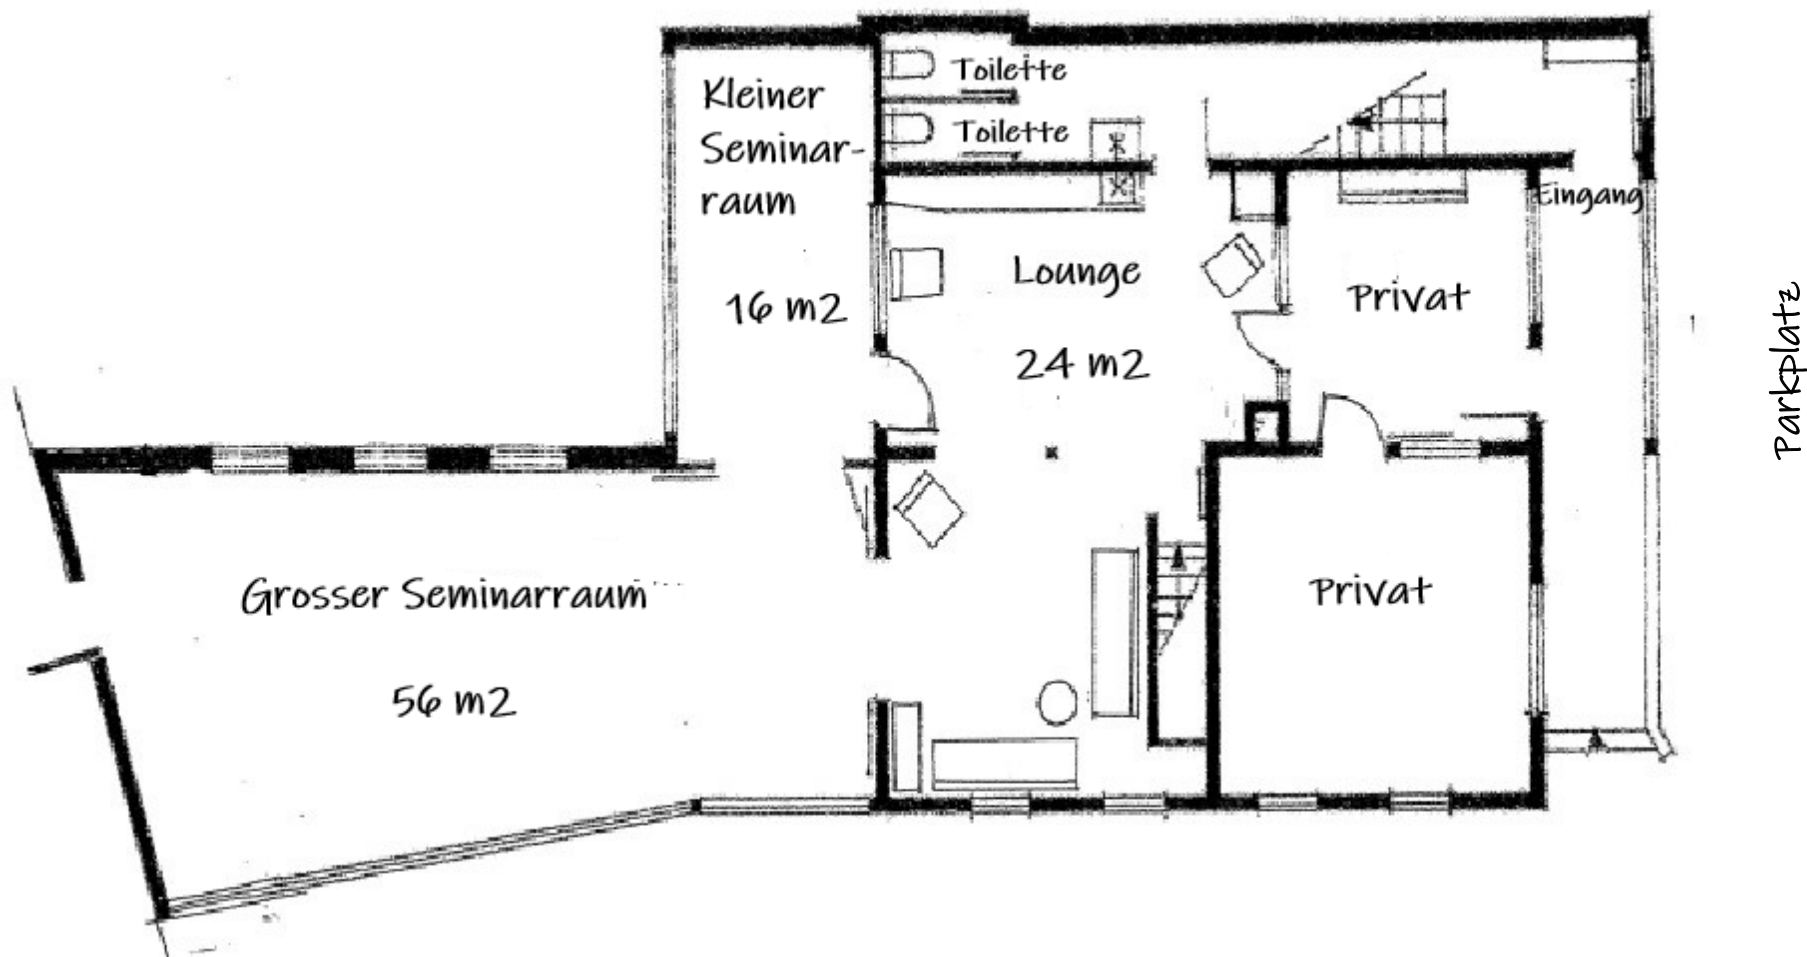 Kleiner
Seminar-
raum
16 m2
Toilette
Toilette
Lounge
24 m2
Privat
Eingang
Parkplatz
Grosser Seminarraum
56 m2
Privat